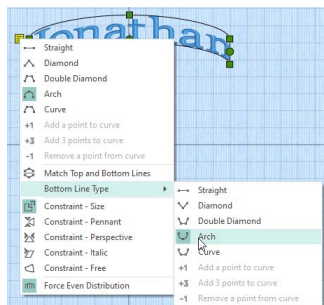 Jonathan
Straight
Diamond
Double Diamond
Arch
Curve
+1 Add a point to curve
+3 Add 3 points to curve
-1 Remove a point from curve
Match Top and Bottom Lines
Bottom Line Type
Constraint - Size
Constraint - Pennant
Constraint - Perspective
Constraint - Italic
Constraint - Free
Force Even Distribution
Straight
Diamond
Double Diamond
Arch
Curve
+1 Add a point to curve
+3 Add 3 points to curve
-1 Remove a point from curve